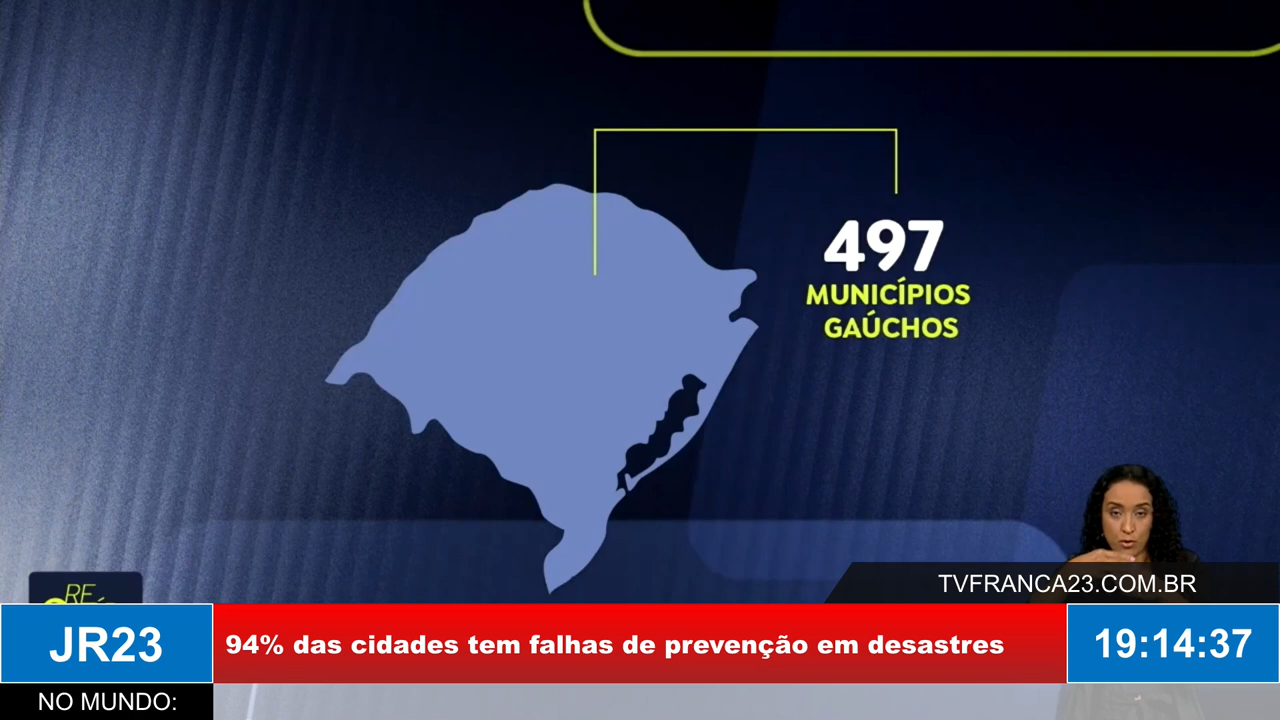 497
MUNICÍPIOS
GAÚCHOS
RE
TVFRANCA23.COM.BR
JR23
94% das cidades tem falhas de prevenção em desastres
19:14:37
NO MUNDO: